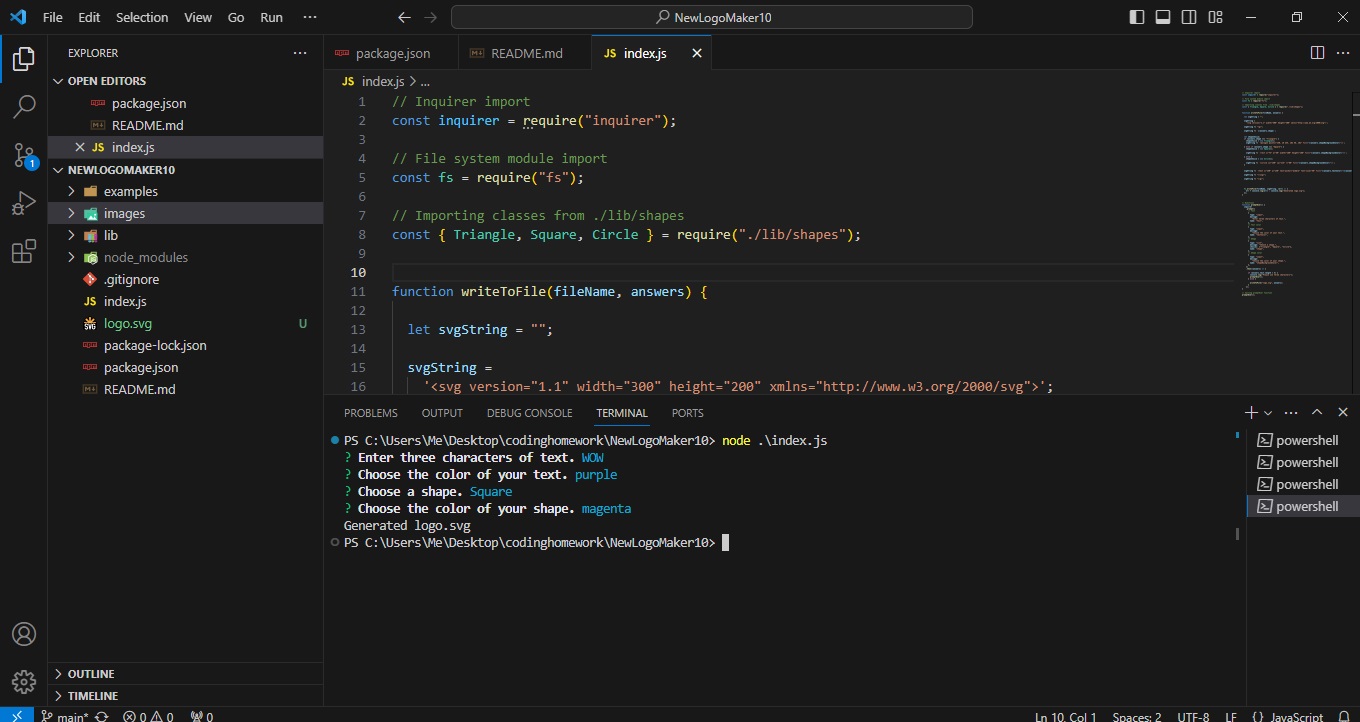 File Edit Selection View Go Run ··· NewLogoMaker10
EXPLORER ···
OPEN EDITORS
package.json
README.md
JS index.js
NEWLOGOMAKER10
examples
images
lib
node_modules
.gitignore
JS index.js
SVG logo.svg U
package-lock.json
package.json
README.md
OUTLINE
TIMELINE
1
package.json README.md JS index.js
JS index.js > ...
1 // Inquirer import
2 const inquirer = require("inquirer");
3
4 // File system module import
5 const fs = require("fs");
6
7 // Importing classes from ./lib/shapes
8 const { Triangle, Square, Circle } = require("./lib/shapes");
9
10
11 function writeToFile(fileName, answers) {
12
13 let svgString = "";
14
15 svgString =
16 '<svg version="1.1" width="300" height="200" xmlns="http://www.w3.org/2000/svg">';
PROBLEMS OUTPUT DEBUG CONSOLE TERMINAL PORTS
PS C:\Users\Me\Desktop\codinghomework\NewLogoMaker10> node .\index.js
? Enter three characters of text. WOW
? Choose the color of your text. purple
? Choose a shape. Square
? Choose the color of your shape. magenta
Generated logo.svg
PS C:\Users\Me\Desktop\codinghomework\NewLogoMaker10>
powershell
powershell
powershell
powershell
main* 0 0 0 Ln 10, Col 1 Spaces: 2 UTF-8 LF {} JavaScript